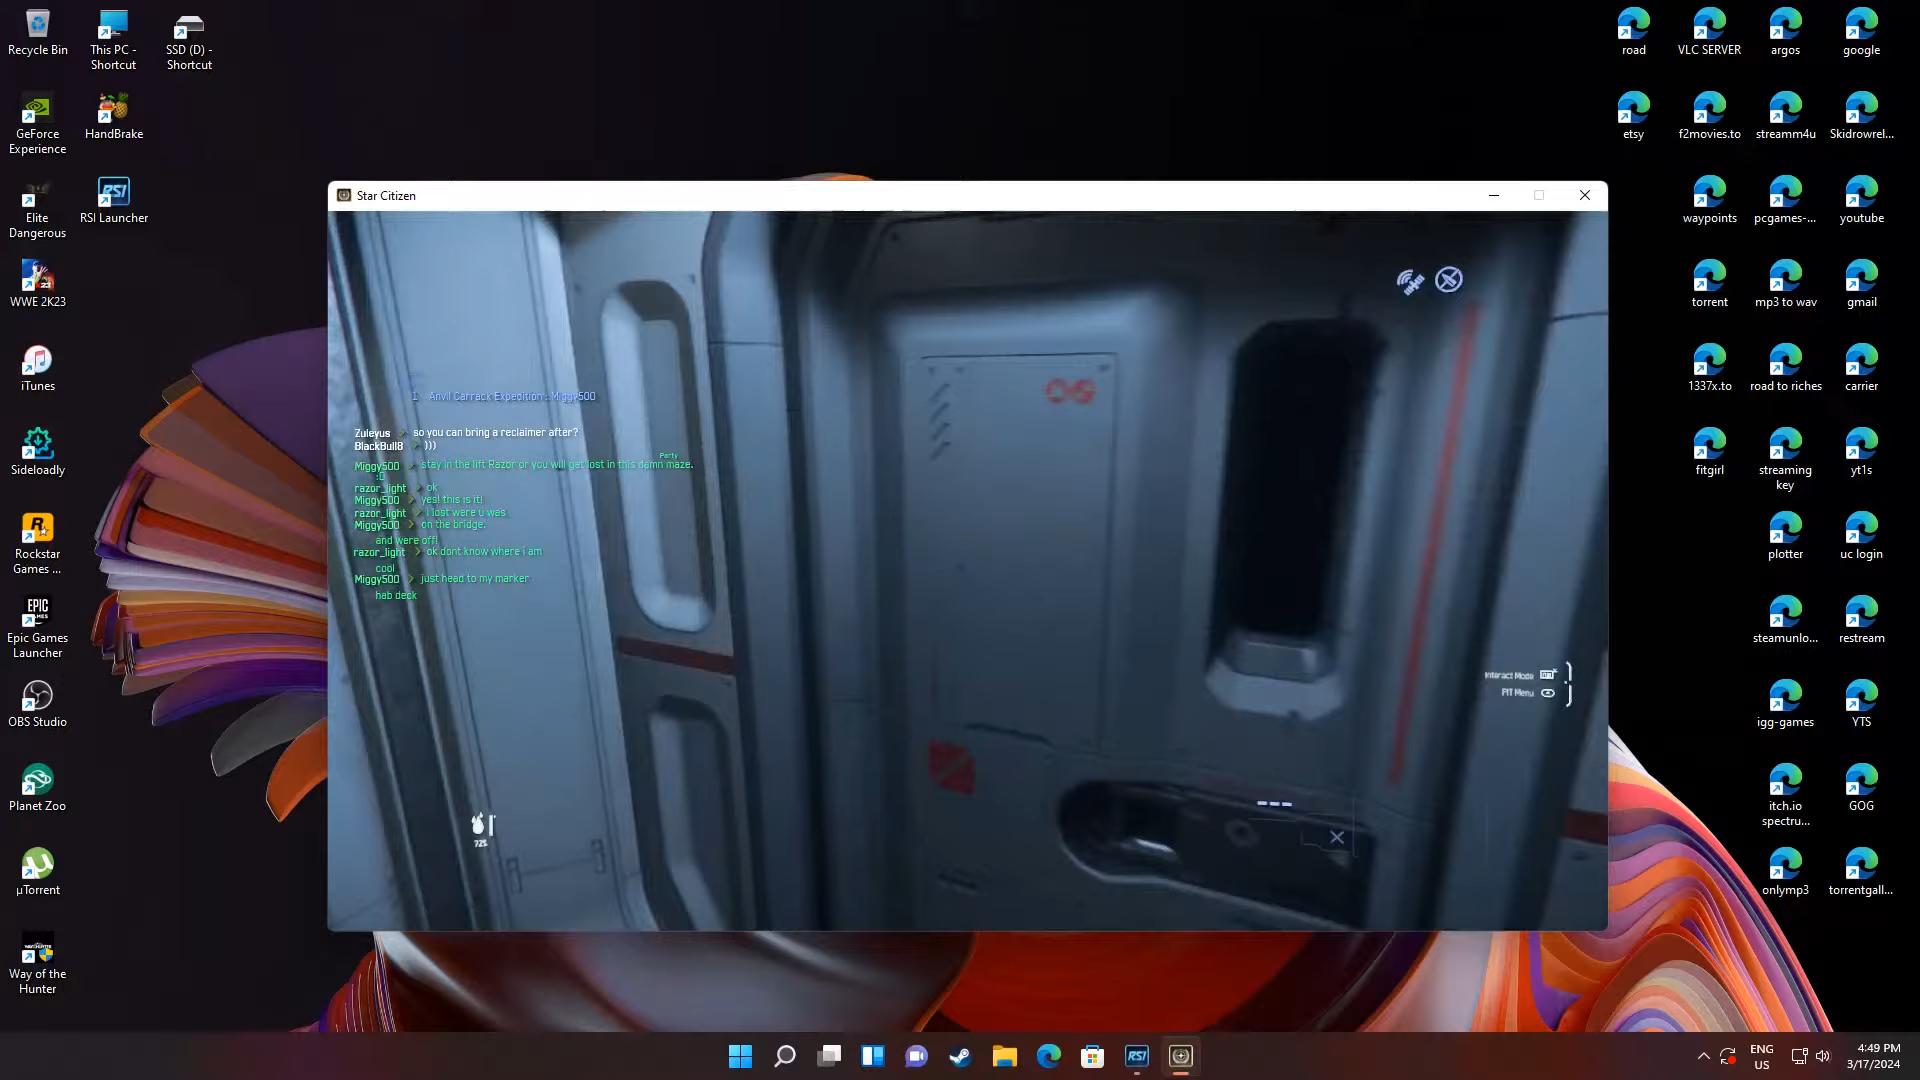 Recycle Bin
This PC -
Shortcut
SSD (D) -
Shortcut
GeForce
Experience
HandBrake
Elite
Dangerous
RSI Launcher
WWE 2K23
iTunes
Sideloadly
Rockstar
Games ...
Epic Games
Launcher
OBS Studio
Planet Zoo
µTorrent
Way of the
Hunter
Star Citizen
1 Anvil Carrack Expedition : Miggy500
Zuleyus > so you can bring a reclaimer after?
BlackBull8 > )))
Party
Miggy500 > stay in the lift Razor or you will get lost in this damn maze.
:D
razor_light > ok
Miggy500 > yes! this is it!
razor_light > I lost were u was
Miggy500 > on the bridge.
and were off!
razor_light > ok dont know where i am
cool
Miggy500 > just head to my marker
hab deck
72%
Interact Mode
PIT Menu
road
VLC SERVER
argos
google
etsy
f2movies.to
streamm4u
Skidrowrel...
waypoints
pcgames-...
youtube
torrent
mp3 to wav
gmail
1337x.to
road to riches
carrier
fitgirl
streaming
key
yt1s
plotter
uc login
steamunlo...
restream
igg-games
YTS
itch.io
spectru...
GOG
onlymp3
torrentgall...
RSI
ENG
US
4:49 PM
3/17/2024